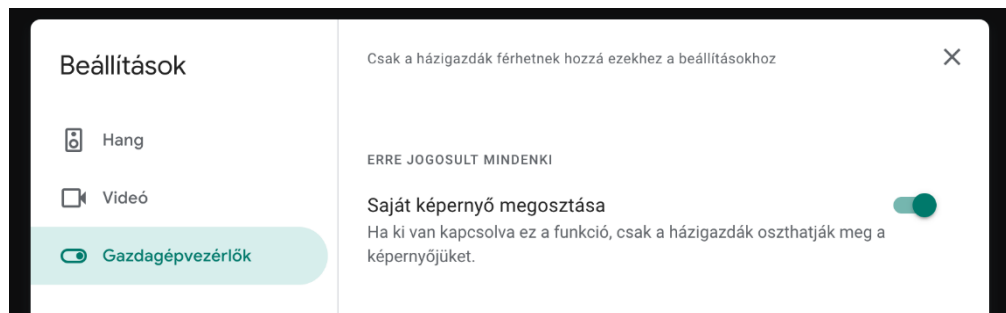 Beállítások
Hang
Videó
Gazdagépvezérlők
Csak a házigazdák férhetnek hozzá ezekhez a beállításokhoz
ERRE JOGOSULT MINDENKI
Saját képernyő megosztása
Ha ki van kapcsolva ez a funkció, csak a házigazdák oszthatják meg a
képernyőjüket.